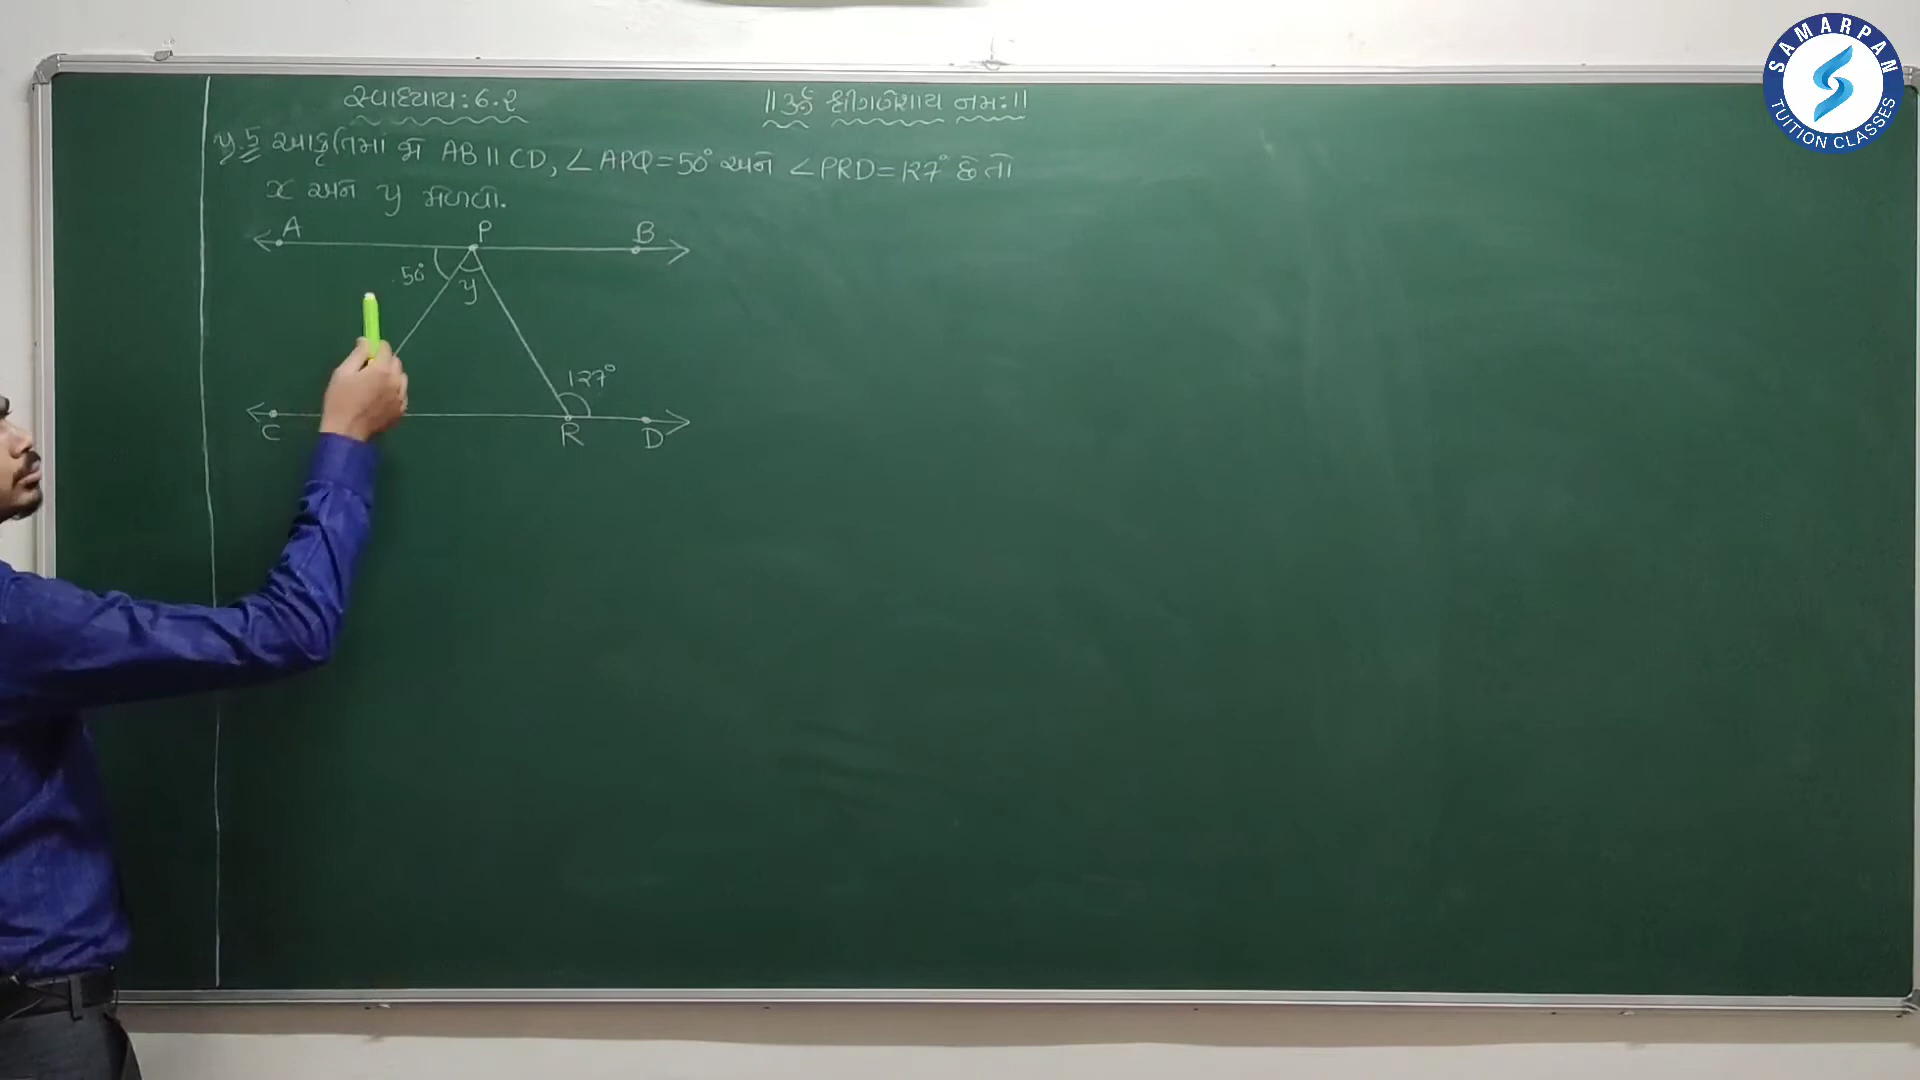 સ્વાધ્યાય: 6.2
॥ ૐ શ્રી ગણેશાય નમઃ ॥
પ્ર.5 આકૃતિમાં જો AB || CD, ∠APQ = 50° અને ∠PRD = 127° છે તો
x અને y મેળવો.
A P B
50° y
127°
C R D
SAMARPAN
TUITION CLASSES